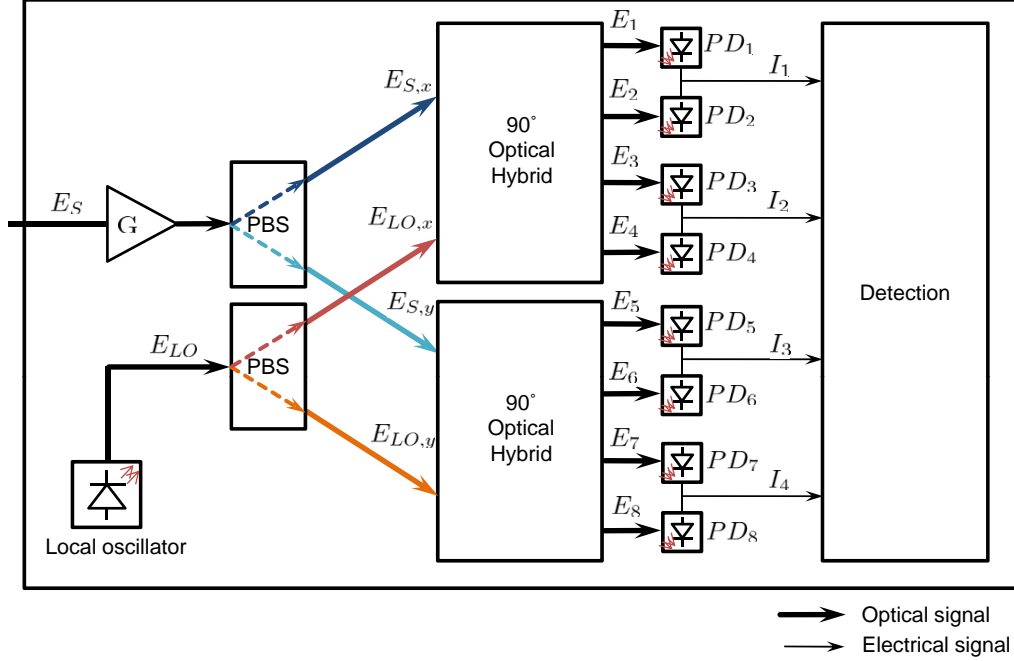 E_1
PD_1
I_1
E_{S,x}
E_2
PD_2
90°
Optical
Hybrid
E_3
PD_3
I_2
E_S
G
PBS
E_{LO,x}
E_4
PD_4
Detection
E_{S,y}
E_5
PD_5
I_3
E_{LO}
PBS
E_6
PD_6
90°
Optical
Hybrid
E_{LO,y}
E_7
PD_7
I_4
E_8
PD_8
Local oscillator
Optical signal
Electrical signal